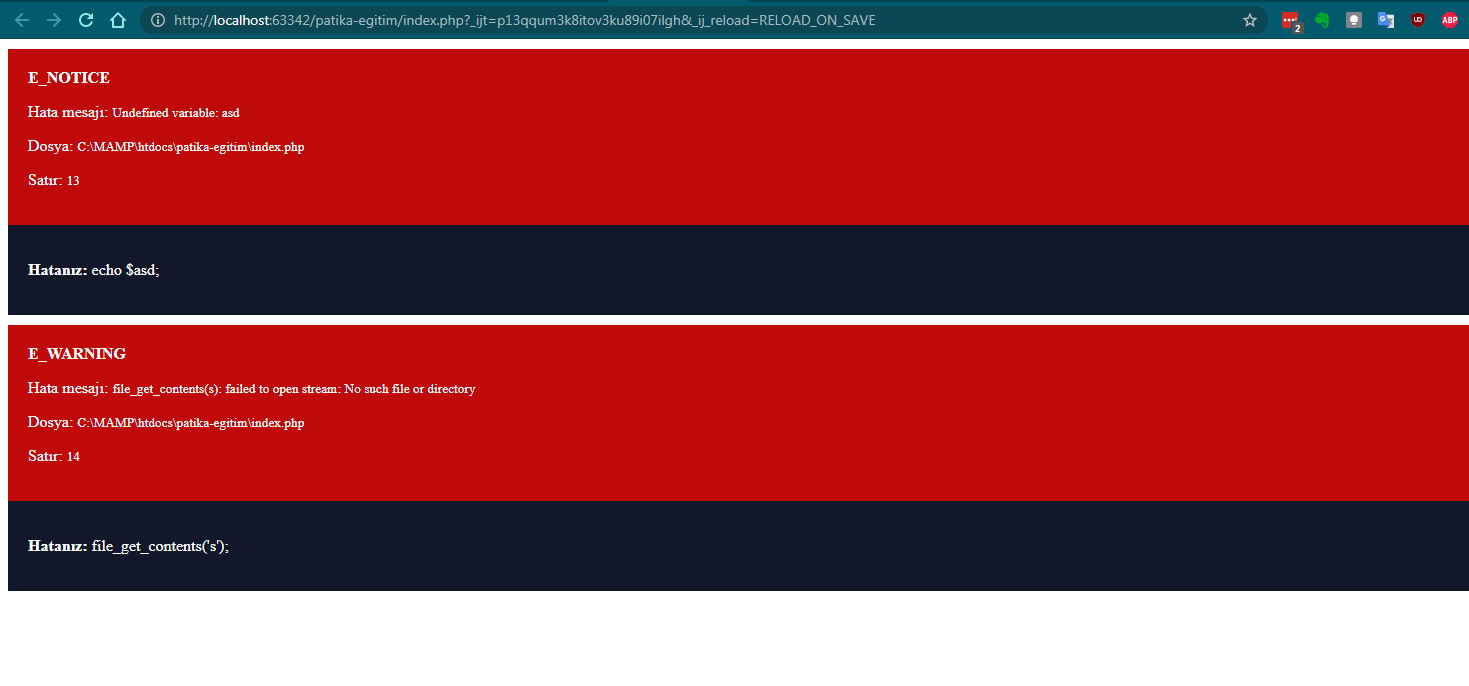 http://localhost:63342/patika-egitim/index.php?_ijt=p13qqum3k8itov3ku89i07ilgh&_ij_reload=RELOAD_ON_SAVE
2
G
UD
ABP
E_NOTICE
Hata mesajı: Undefined variable: asd
Dosya: C:\MAMP\htdocs\patika-egitim\index.php
Satır: 13
Hatanız: echo $asd;
E_WARNING
Hata mesajı: file_get_contents(s): failed to open stream: No such file or directory
Dosya: C:\MAMP\htdocs\patika-egitim\index.php
Satır: 14
Hatanız: file_get_contents('s');